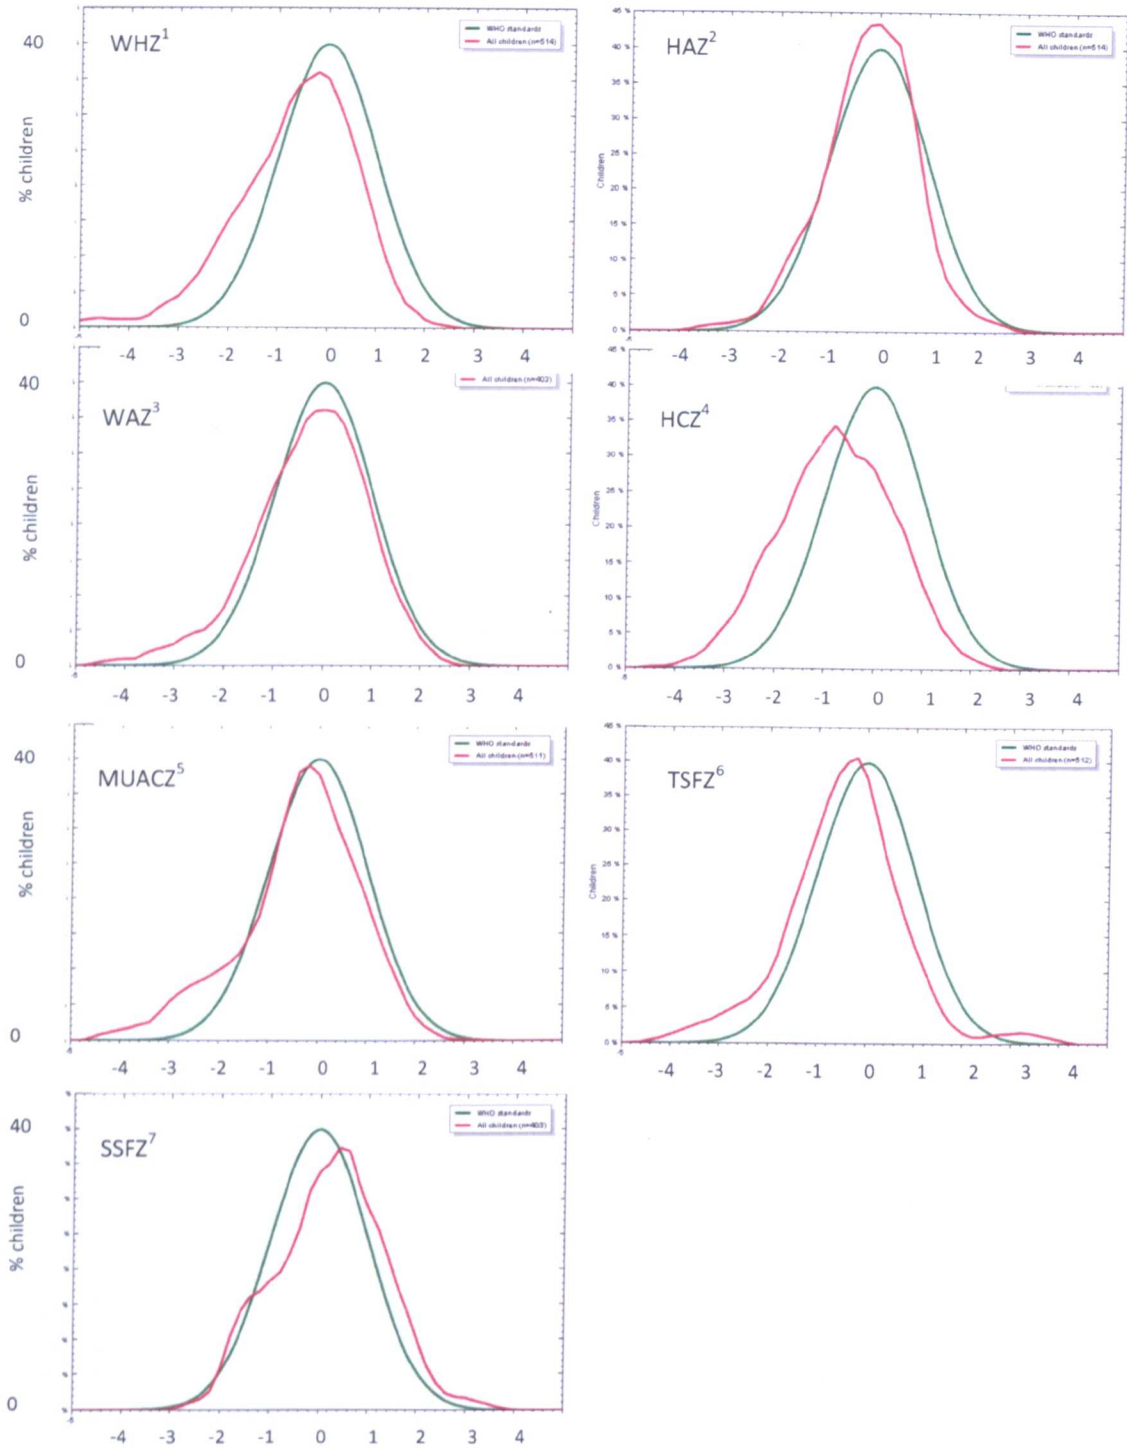 WHZ1
WHO standards
All children (n=514)
40
% children
0
-4 -3 -2 -1 0 1 2 3 4
HAZ2
WHO standards
All children (n=514)
45 %
40 %
35 %
30 %
25 %
20 %
15 %
10 %
5 %
0 %
Children
-4 -3 -2 -1 0 1 2 3 4
WAZ3
All children (n=402)
40
% children
0
-4 -3 -2 -1 0 1 2 3 4
HCZ4
45 %
40 %
35 %
30 %
25 %
20 %
15 %
10 %
5 %
0 %
Children
-4 -3 -2 -1 0 1 2 3 4
MUACZ5
WHO standards
All children (n=511)
40
% children
0
-4 -3 -2 -1 0 1 2 3 4
TSFZ6
WHO standards
All children (n=512)
45 %
40 %
35 %
30 %
25 %
20 %
15 %
10 %
5 %
0 %
Children
-4 -3 -2 -1 0 1 2 3 4
SSFZ7
WHO standards
All children (n=403)
40
% children
0
-4 -3 -2 -1 0 1 2 3 4